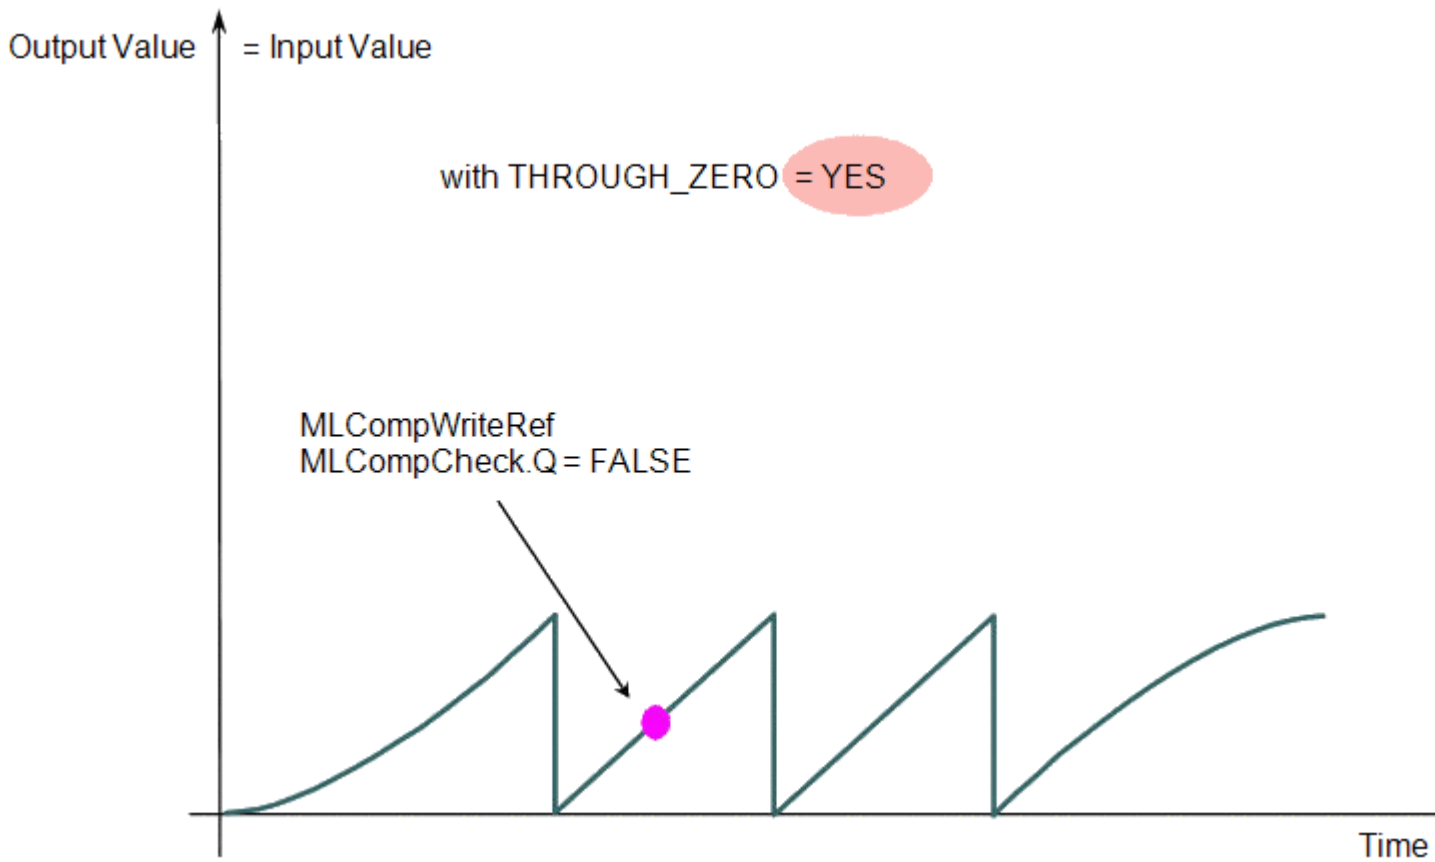 Output Value = Input Value
with THROUGH_ZERO = YES
MLCompWriteRef
MLCompCheck.Q = FALSE
Time